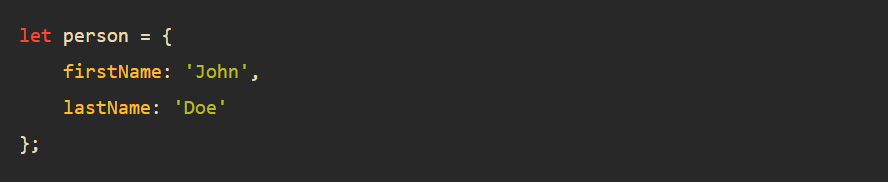 let person = {
    firstName: 'John',
    lastName: 'Doe'
};